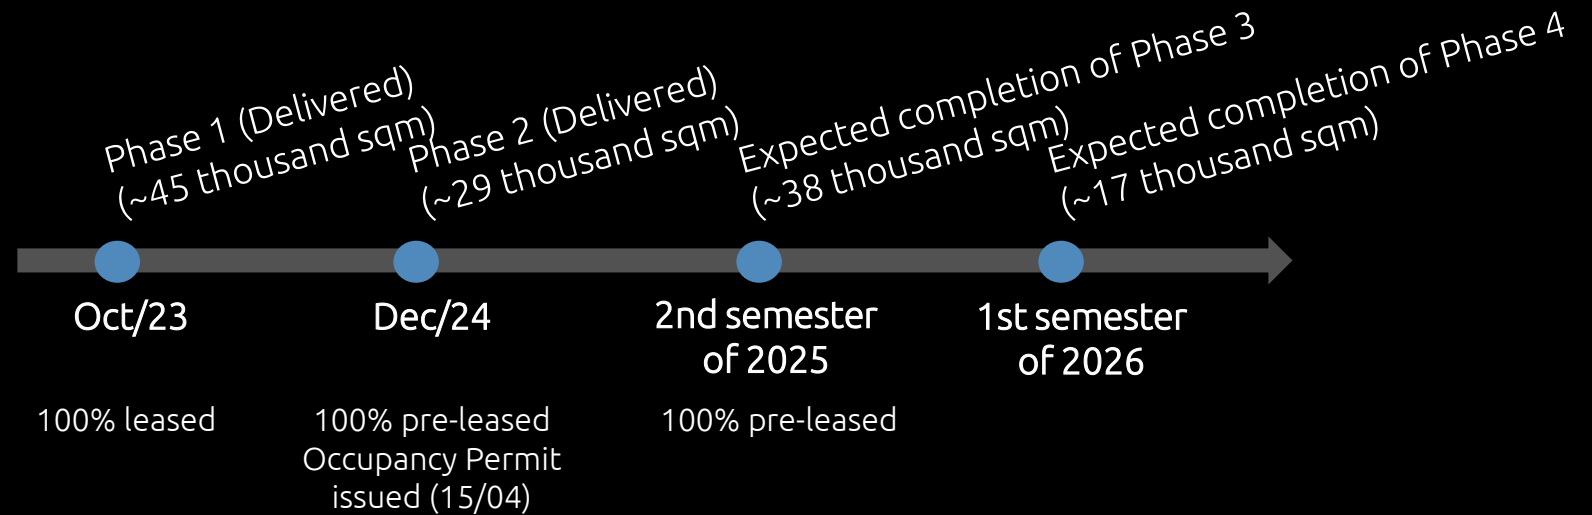 Phase 1 (Delivered)
(~45 thousand sqm)
Phase 2 (Delivered)
(~29 thousand sqm)
Expected completion of Phase 3
(~38 thousand sqm)
Expected completion of Phase 4
(~17 thousand sqm)
Oct/23
Dec/24
2nd semester
of 2025
1st semester
of 2026
100% leased
100% pre-leased
Occupancy Permit
issued (15/04)
100% pre-leased